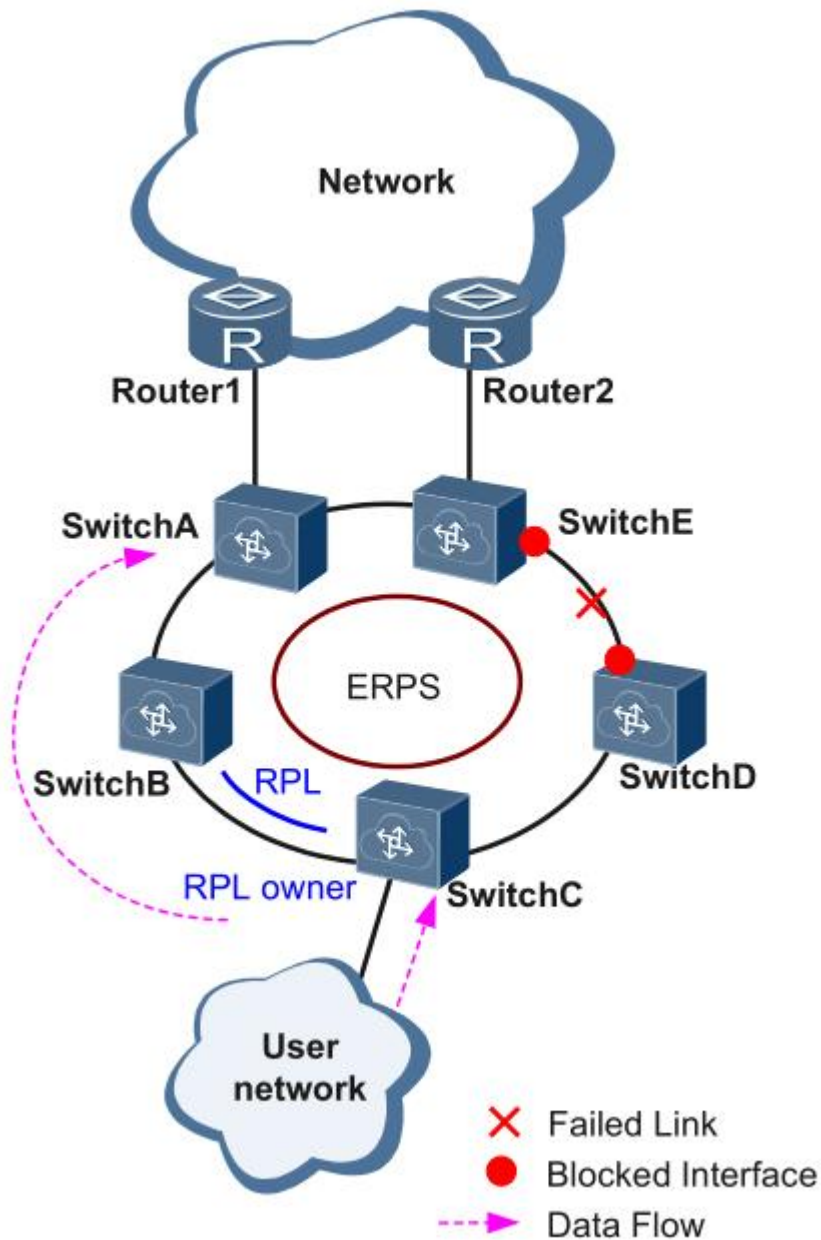 Network
R
R
Router1
Router2
SwitchA
SwitchE
ERPS
SwitchB
RPL
SwitchD
RPL owner
SwitchC
User
network
Failed Link
Blocked Interface
Data Flow